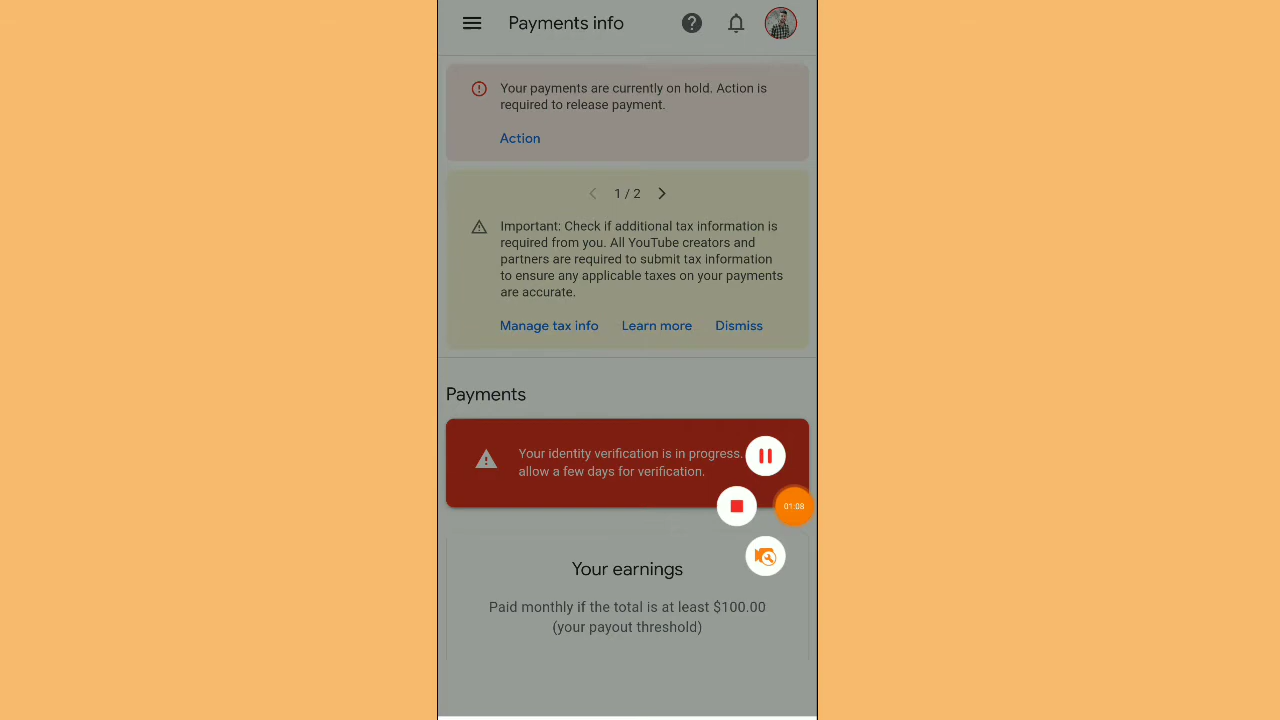 Payments info
Your payments are currently on hold. Action is
required to release payment.
Action
1 / 2
Important: Check if additional tax information is
required from you. All YouTube creators and
partners are required to submit tax information
to ensure any applicable taxes on your payments
are accurate.
Manage tax info Learn more Dismiss
Payments
Your identity verification is in progress.
allow a few days for verification.
01:08
Your earnings
Paid monthly if the total is at least $100.00
(your payout threshold)